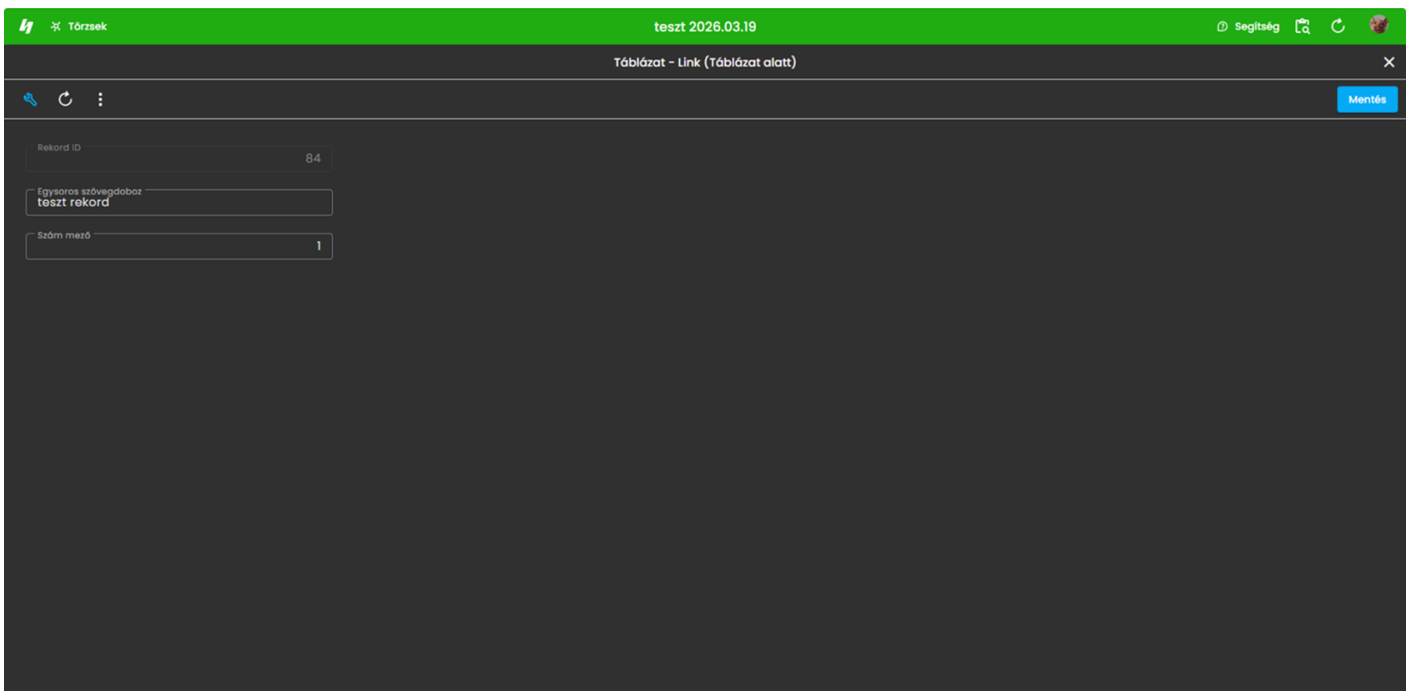 Törzsek
teszt 2026.03.19
Segítség
Táblázat - Link (Táblázat alatt)
Mentés
Rekord ID
84
Egysoros szövegdoboz
teszt rekord
Szám mező
1